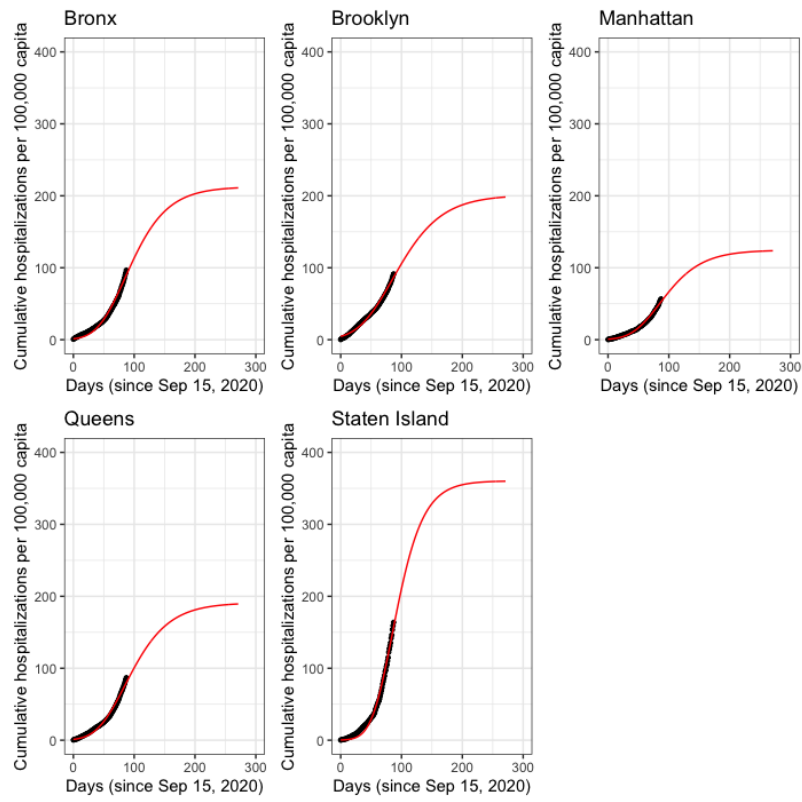 Bronx
Cumulative hospitalizations per 100,000 capita
400
300
200
100
0
0 100 200 300
Days (since Sep 15, 2020)
Brooklyn
Cumulative hospitalizations per 100,000 capita
400
300
200
100
0
0 100 200 300
Days (since Sep 15, 2020)
Manhattan
Cumulative hospitalizations per 100,000 capita
400
300
200
100
0
0 100 200 300
Days (since Sep 15, 2020)
Queens
Cumulative hospitalizations per 100,000 capita
400
300
200
100
0
0 100 200 300
Days (since Sep 15, 2020)
Staten Island
Cumulative hospitalizations per 100,000 capita
400
300
200
100
0
0 100 200 300
Days (since Sep 15, 2020)